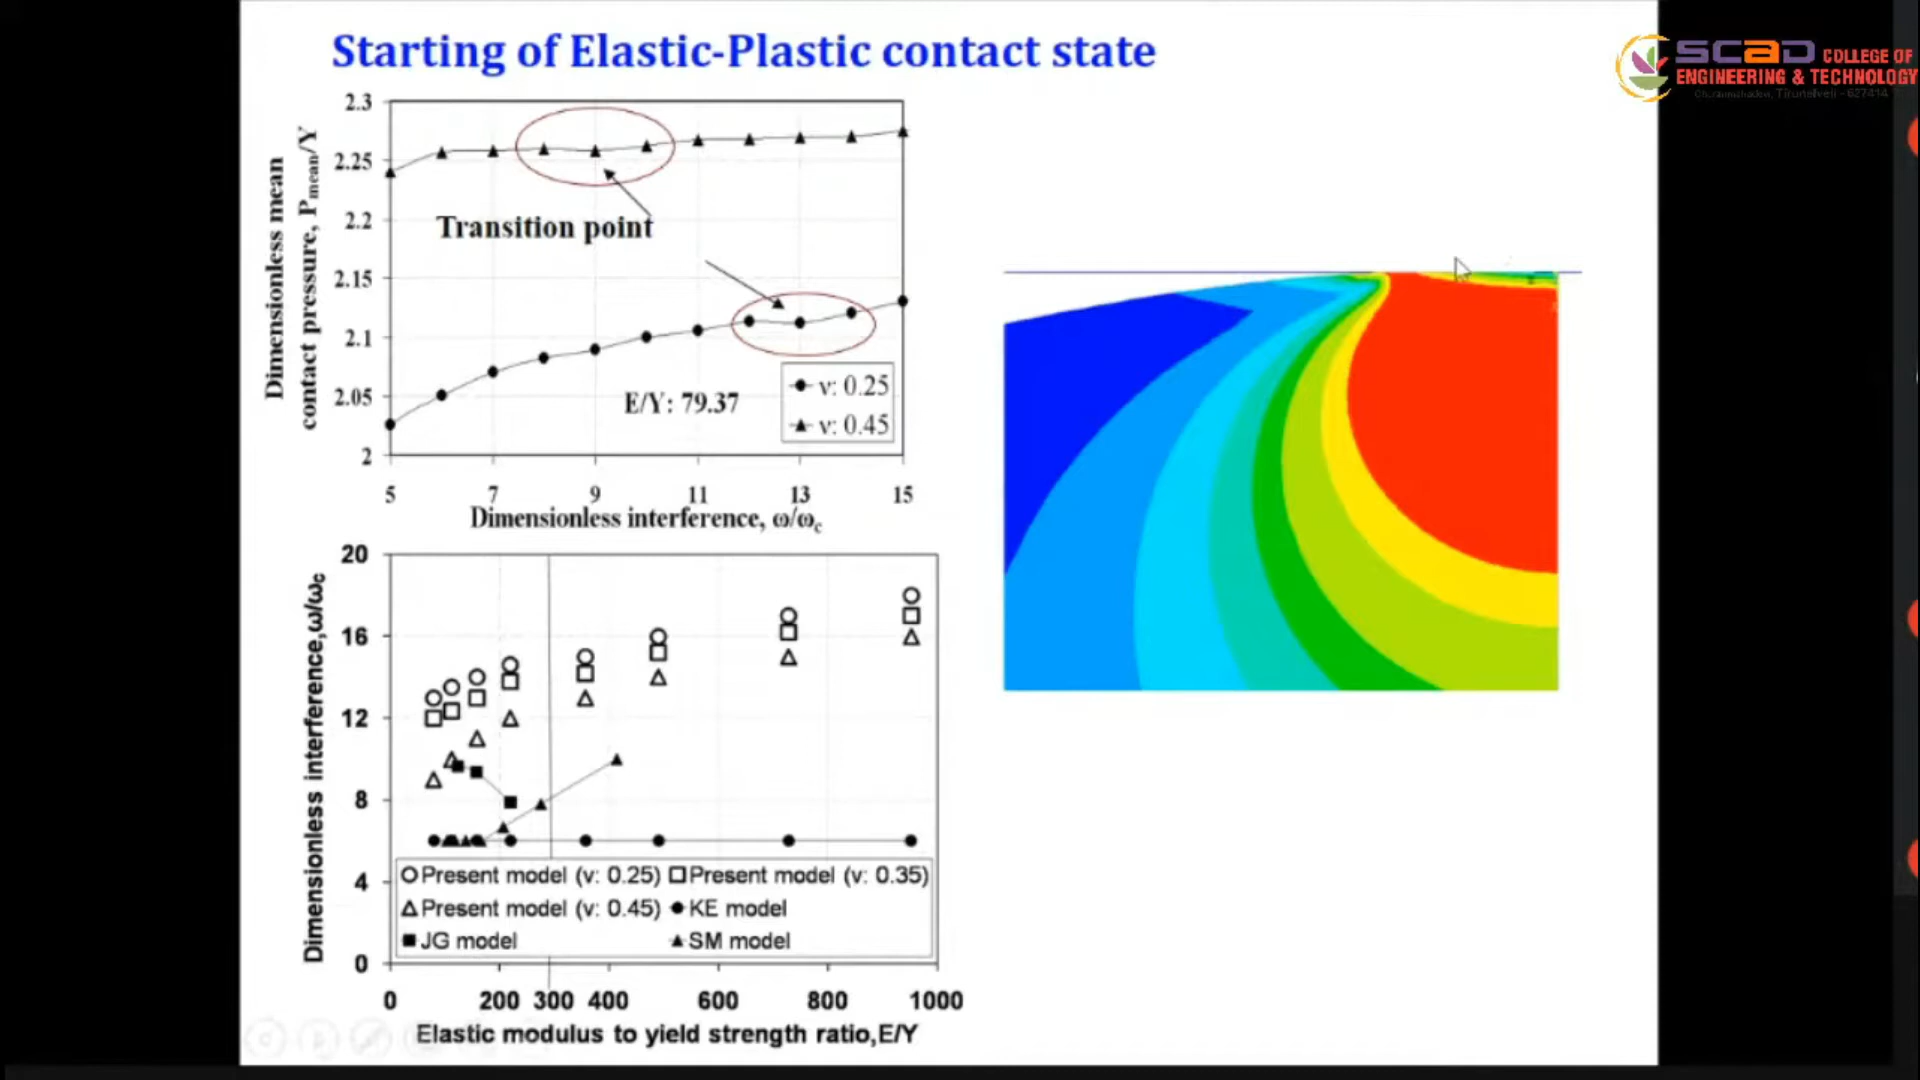 Starting of Elastic-Plastic contact state
SCAD COLLEGE OF
ENGINEERING & TECHNOLOGY
Dimensionless mean
contact pressure, Pmean/Y
2.3
2.25
2.2
2.15
2.1
2.05
2
Transition point
E/Y: 79.37
ν: 0.25
ν: 0.45
5 7 9 11 13 15
Dimensionless interference, ω/ωc
Dimensionless interference,ω/ωc
20
16
12
8
4
0
Present model (v: 0.25) Present model (v: 0.35)
Present model (v: 0.45) KE model
JG model SM model
0 200 300 400 600 800 1000
Elastic modulus to yield strength ratio,E/Y